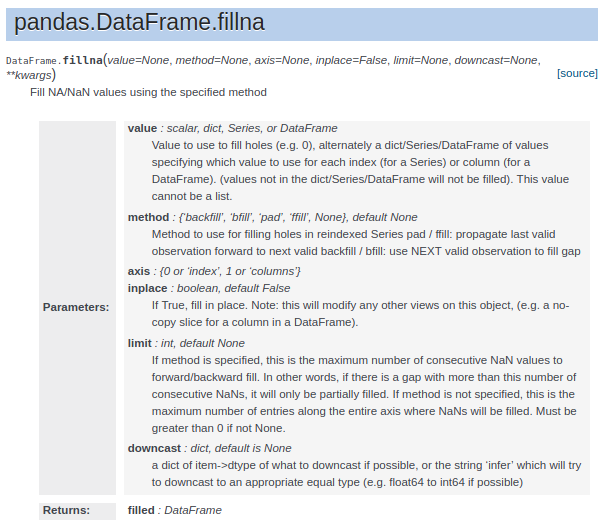 pandas.DataFrame.fillna
DataFrame.fillna(value=None, method=None, axis=None, inplace=False, limit=None, downcast=None,
**kwargs) [source]
Fill NA/NaN values using the specified method
Parameters:
value : scalar, dict, Series, or DataFrame
Value to use to fill holes (e.g. 0), alternately a dict/Series/DataFrame of values
specifying which value to use for each index (for a Series) or column (for a
DataFrame). (values not in the dict/Series/DataFrame will not be filled). This value
cannot be a list.
method : {‘backfill’, ‘bfill’, ‘pad’, ‘ffill’, None}, default None
Method to use for filling holes in reindexed Series pad / ffill: propagate last valid
observation forward to next valid backfill / bfill: use NEXT valid observation to fill gap
axis : {0 or ‘index’, 1 or ‘columns’}
inplace : boolean, default False
If True, fill in place. Note: this will modify any other views on this object, (e.g. a no-
copy slice for a column in a DataFrame).
limit : int, default None
If method is specified, this is the maximum number of consecutive NaN values to
forward/backward fill. In other words, if there is a gap with more than this number of
consecutive NaNs, it will only be partially filled. If method is not specified, this is the
maximum number of entries along the entire axis where NaNs will be filled. Must be
greater than 0 if not None.
downcast : dict, default is None
a dict of item->dtype of what to downcast if possible, or the string ‘infer’ which will try
to downcast to an appropriate equal type (e.g. float64 to int64 if possible)
Returns: filled : DataFrame